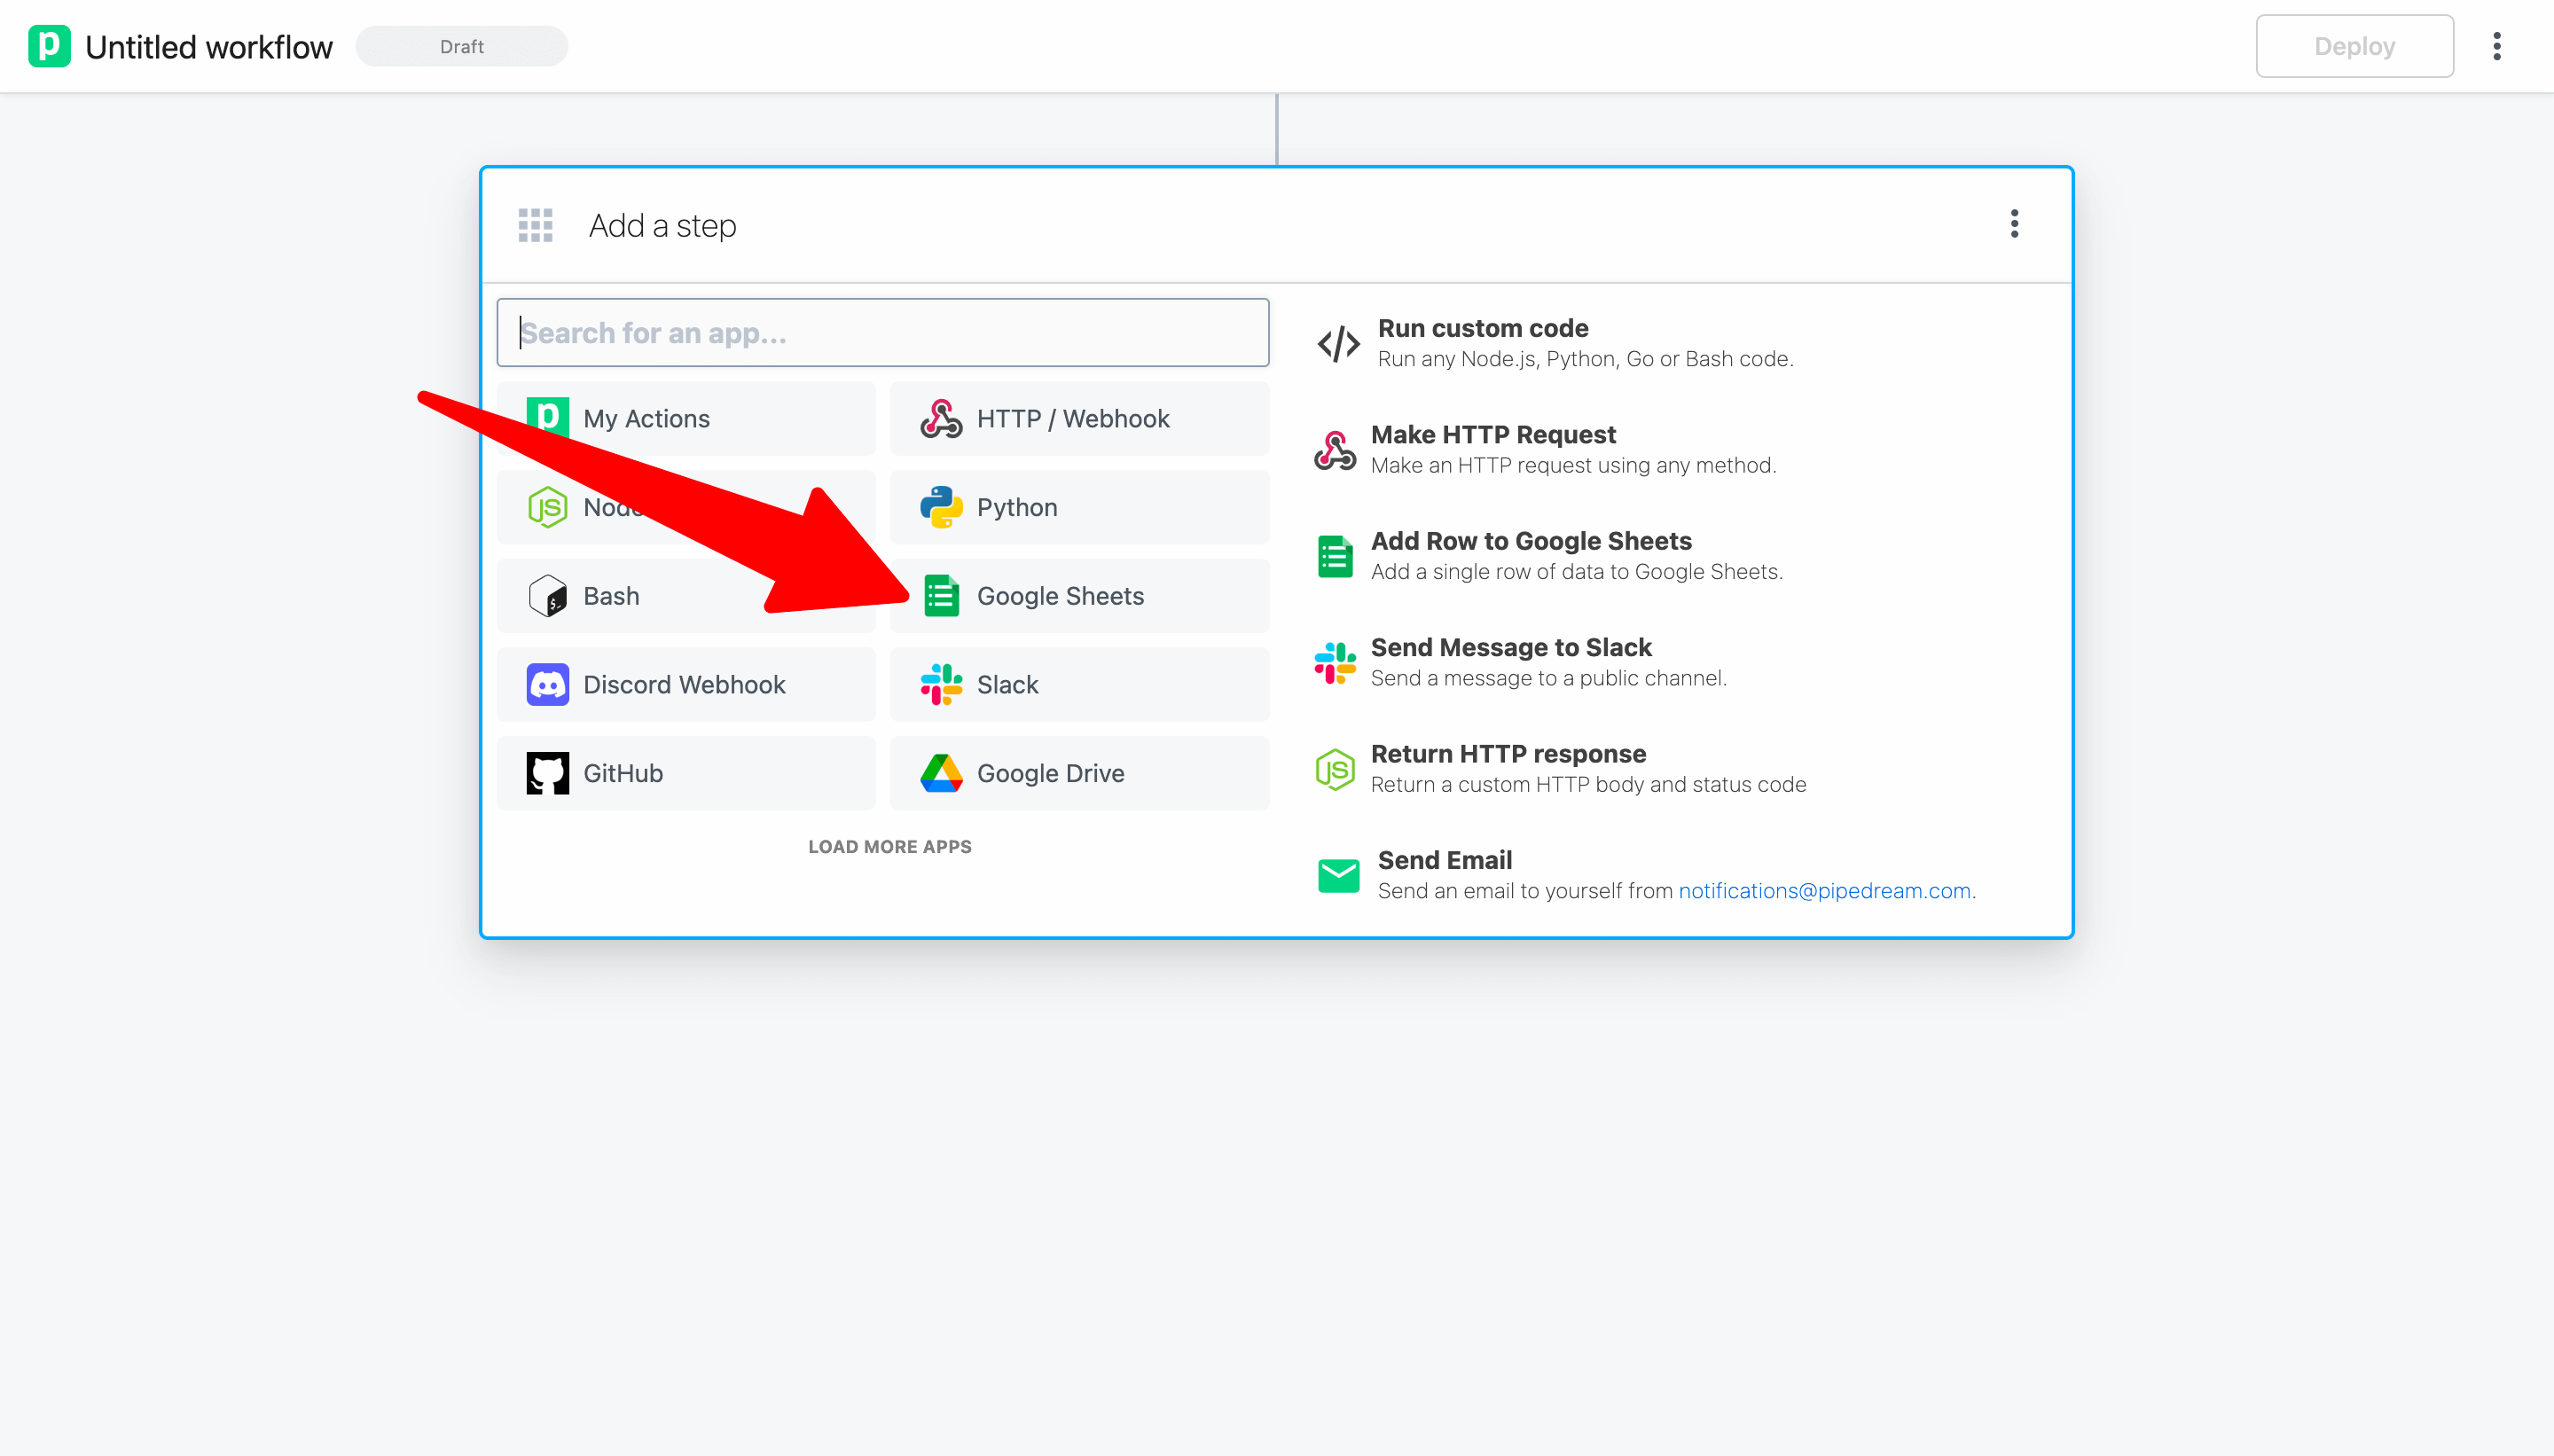 Untitled workflow
Draft
Deploy
Add a step
Search for an app...
My Actions
HTTP / Webhook
Python
Bash
Google Sheets
Discord Webhook
Slack
GitHub
Google Drive
LOAD MORE APPS
Run custom code
Run any Node.js, Python, Go or Bash code.
Make HTTP Request
Make an HTTP request using any method.
Add Row to Google Sheets
Add a single row of data to Google Sheets.
Send Message to Slack
Send a message to a public channel.
Return HTTP response
Return a custom HTTP body and status code
Send Email
Send an email to yourself from notifications@pipedream.com.